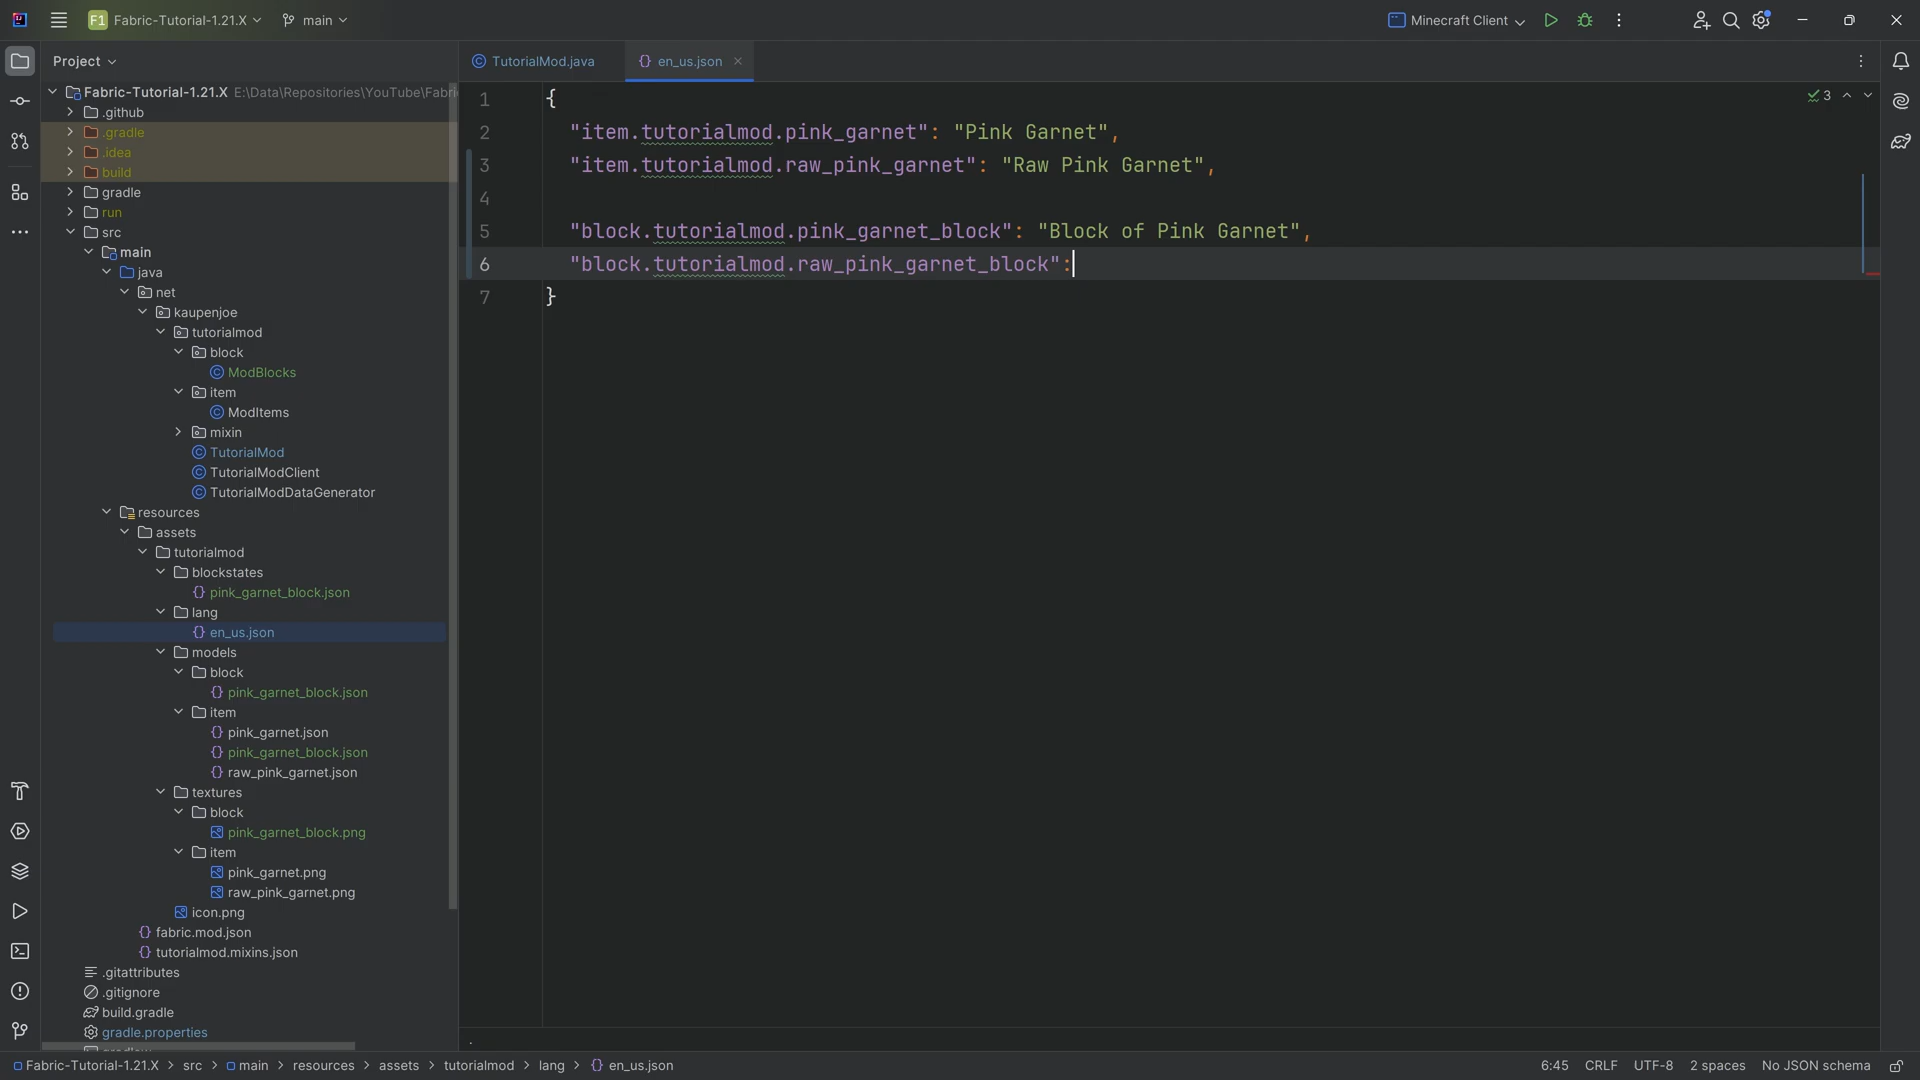 F1 Fabric-Tutorial-1.21.X main Minecraft Client
Project TutorialMod.java {} en_us.json
Fabric-Tutorial-1.21.X E:\Data\Repositories\YouTube\Fabri
.github
.gradle
.idea
build
gradle
run
src
main
java
net
kaupenjoe
tutorialmod
block
ModBlocks
item
ModItems
mixin
TutorialMod
TutorialModClient
TutorialModDataGenerator
resources
assets
tutorialmod
blockstates
{} pink_garnet_block.json
lang
{} en_us.json
models
block
{} pink_garnet_block.json
item
{} pink_garnet.json
{} pink_garnet_block.json
{} raw_pink_garnet.json
textures
block
pink_garnet_block.png
item
pink_garnet.png
raw_pink_garnet.png
icon.png
{} fabric.mod.json
{} tutorialmod.mixins.json
.gitattributes
.gitignore
build.gradle
gradle.properties
1 {
2 "item.tutorialmod.pink_garnet": "Pink Garnet",
3 "item.tutorialmod.raw_pink_garnet": "Raw Pink Garnet",
4
5 "block.tutorialmod.pink_garnet_block": "Block of Pink Garnet",
6 "block.tutorialmod.raw_pink_garnet_block":
7 }
3
Fabric-Tutorial-1.21.X > src > main > resources > assets > tutorialmod > lang > {} en_us.json 6:45 CRLF UTF-8 2 spaces No JSON schema